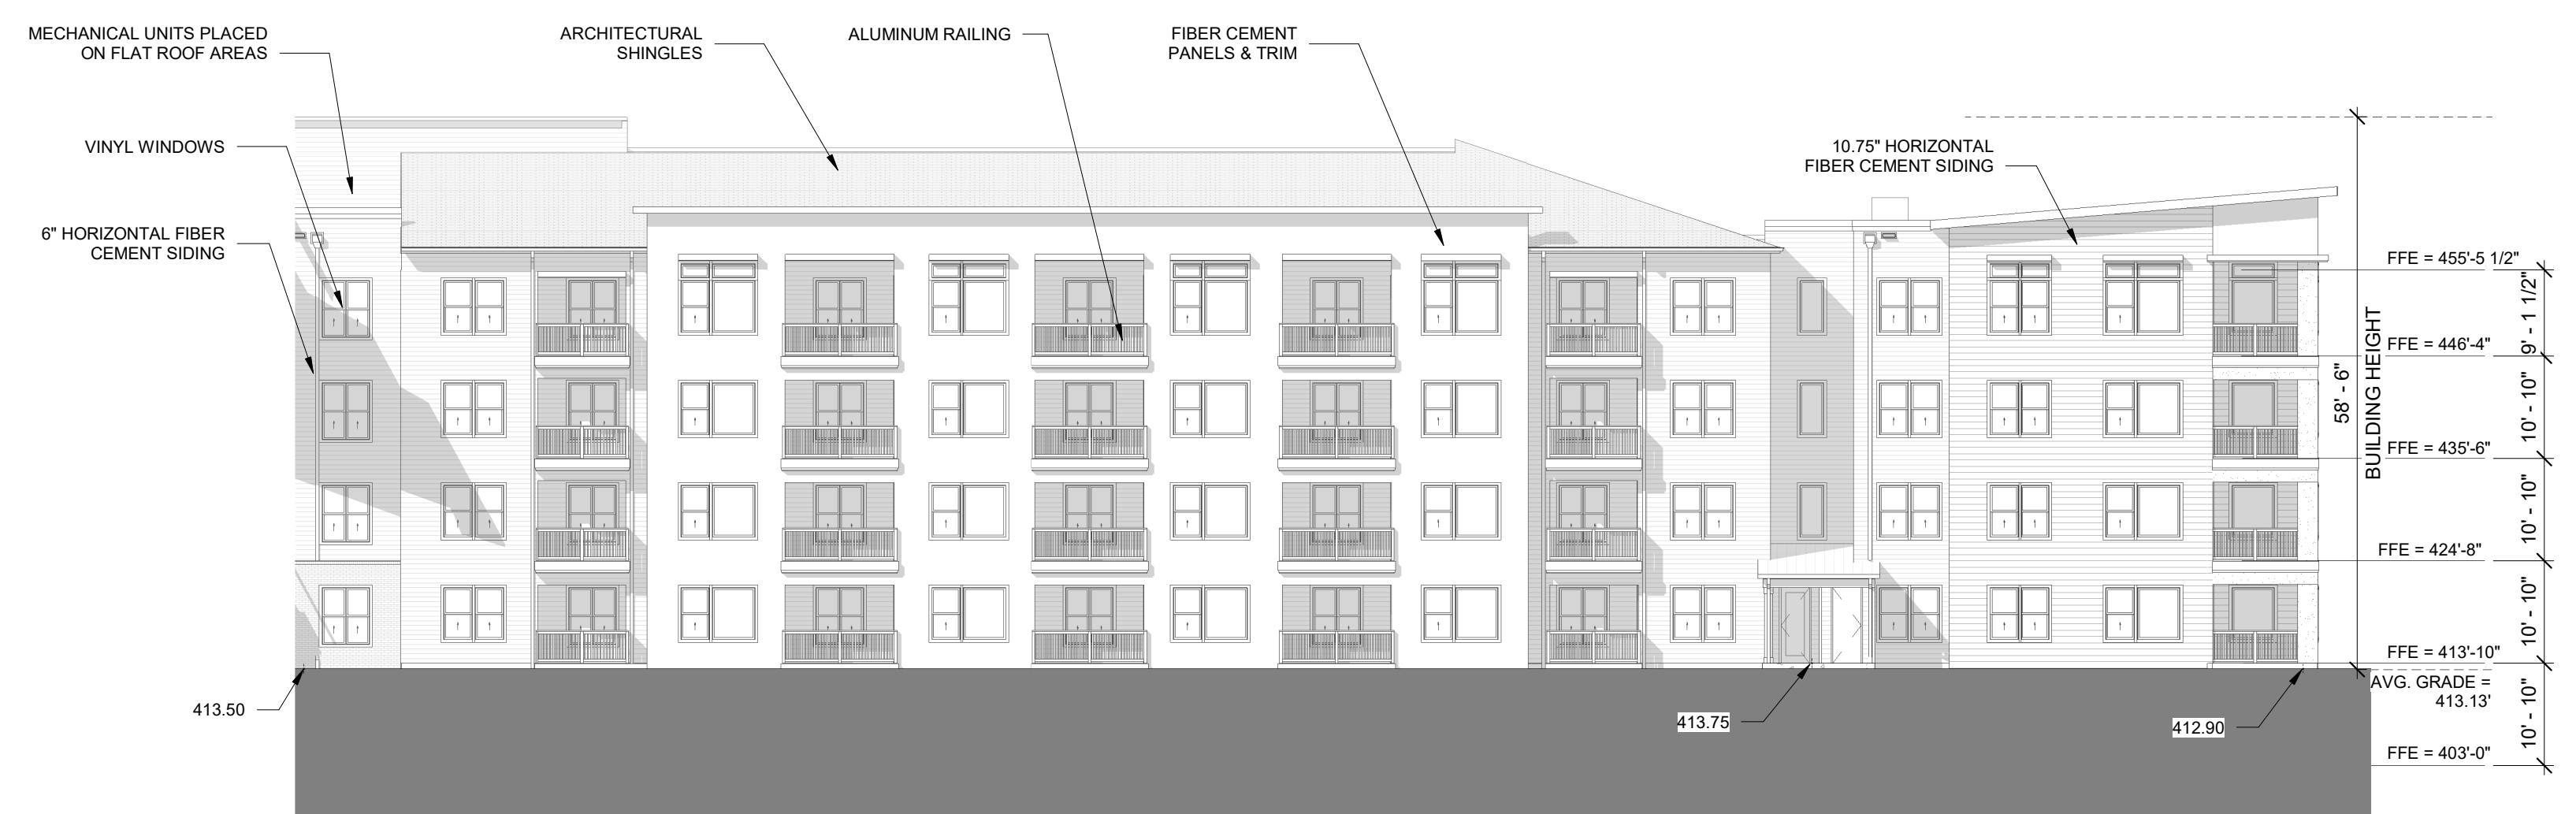 MECHANICAL UNITS PLACED
ON FLAT ROOF AREAS
ARCHITECTURAL
SHINGLES
ALUMINUM RAILING
FIBER CEMENT
PANELS & TRIM
VINYL WINDOWS
10.75" HORIZONTAL
FIBER CEMENT SIDING
6" HORIZONTAL FIBER
CEMENT SIDING
FFE = 455'-5 1/2"
9' - 1 1/2"
FFE = 446'-4"
58' - 6"
BUILDING HEIGHT
10' - 10"
FFE = 435'-6"
10' - 10"
FFE = 424'-8"
10' - 10"
FFE = 413'-10"
AVG. GRADE =
413.13'
10' - 10"
FFE = 403'-0"
413.50
413.75
412.90